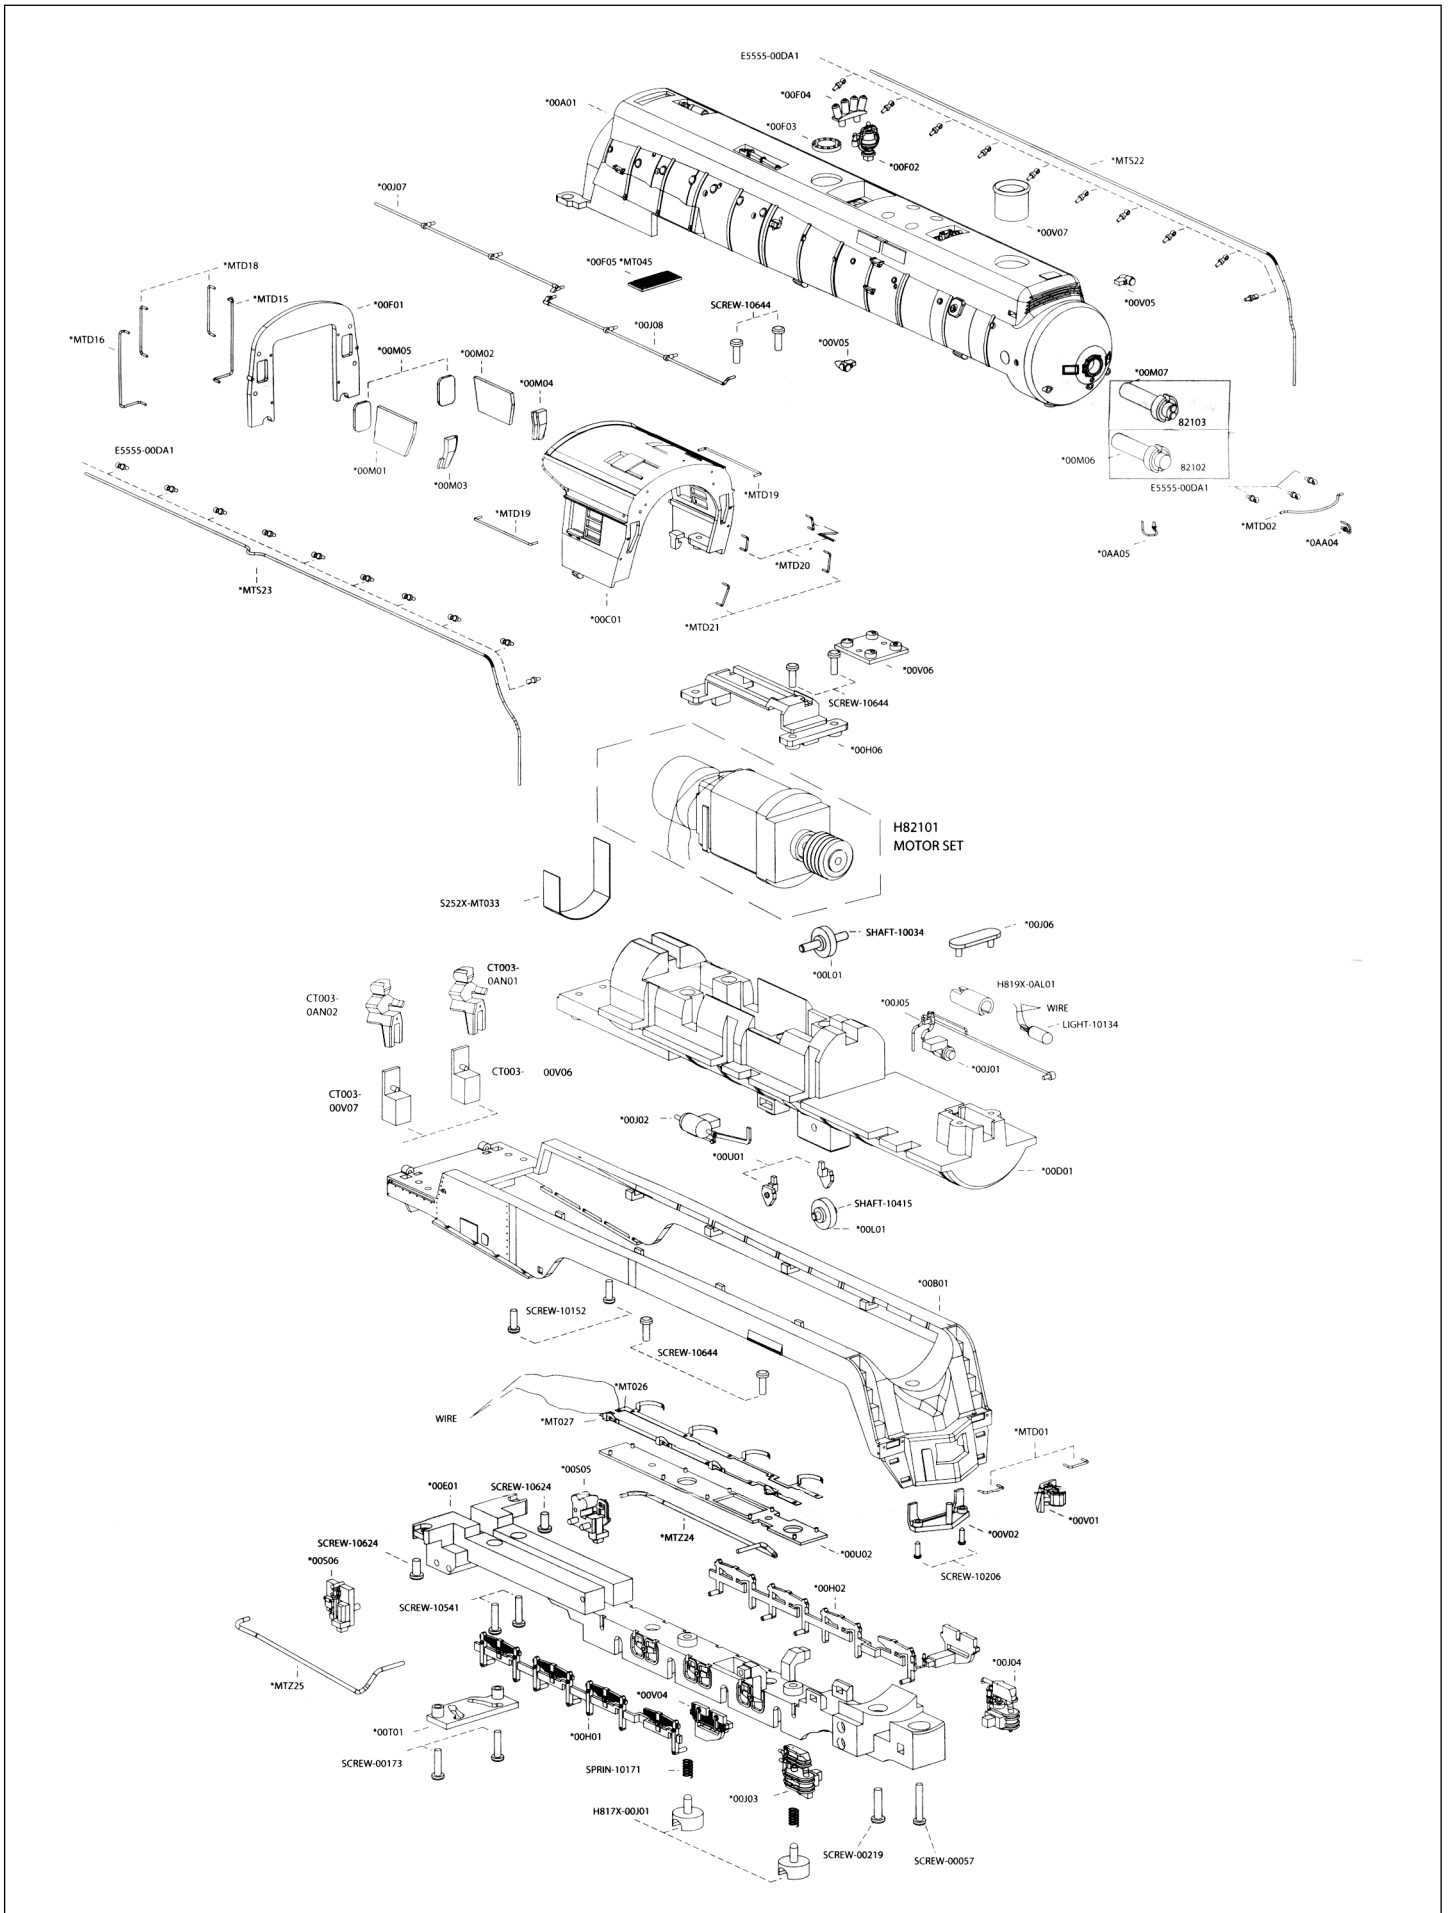 E5555-00DA1
*00F04
*00A01
*00F03
*00F02
*MTS22
*00J07
*00V07
*00F05 *MT045
*MTD18
*MTD15
*00F01
SCREW-10644
*00V05
*00J08
*MTD16
*00M05
*00M02
*00V05
*00M04
*00M07
82103
*00M06
82102
E5555-00DA1
*00M01
*00M03
E5555-00DA1
*MTD19
*MTD19
*MTD02
*0AA05
*0AA04
*MTD20
*MTS23
*00C01
*MTD21
*00V06
SCREW-10644
*00H06
H82101
MOTOR SET
S252X-MT033
SHAFT-10034
*00J06
*00L01
CT003-
0AN01
H819X-0AL01
CT003-
0AN02
*00J05
WIRE
LIGHT-10134
*00J01
CT003- 00V06
CT003-
00V07
*00J02
*00U01
*00D01
SHAFT-10415
*00L01
*00B01
SCREW-10152
SCREW-10644
*MT026
WIRE
*MT027
*MTD01
*00S05
*00E01
SCREW-10624
*00V01
*00V02
*MTZ24
SCREW-10624
*00U02
*00S06
SCREW-10206
*00H02
SCREW-10541
*00J04
*MTZ25
*00V04
*00T01
*00H01
SCREW-00173
SPRIN-10171
*00J03
H817X-00J01
SCREW-00219
SCREW-00057